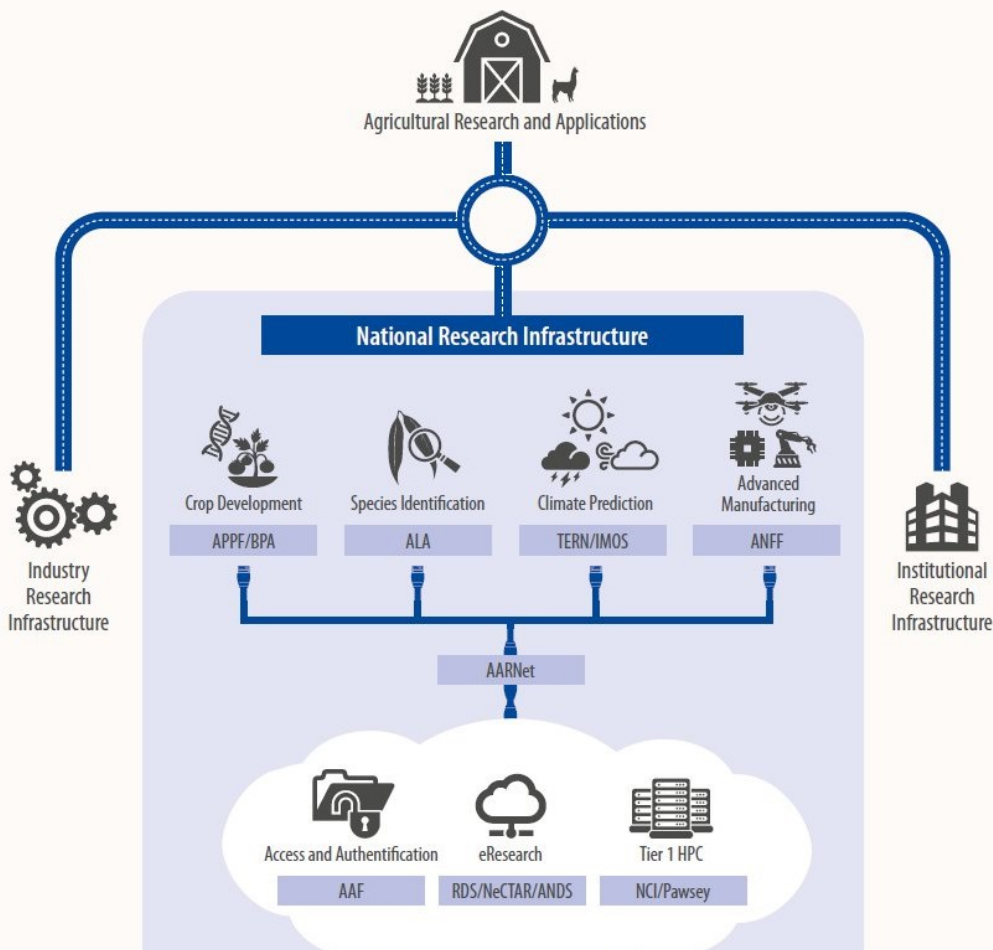 Agricultural Research and Applications
National Research Infrastructure
Crop Development
APPF/BPA
Species Identification
ALA
Climate Prediction
TERN/IMOS
Advanced
Manufacturing
ANFF
Industry
Research
Infrastructure
Institutional
Research
Infrastructure
AARNet
Access and Authentification
AAF
eResearch
RDS/NeCTAR/ANDS
Tier 1 HPC
NCI/Pawsey